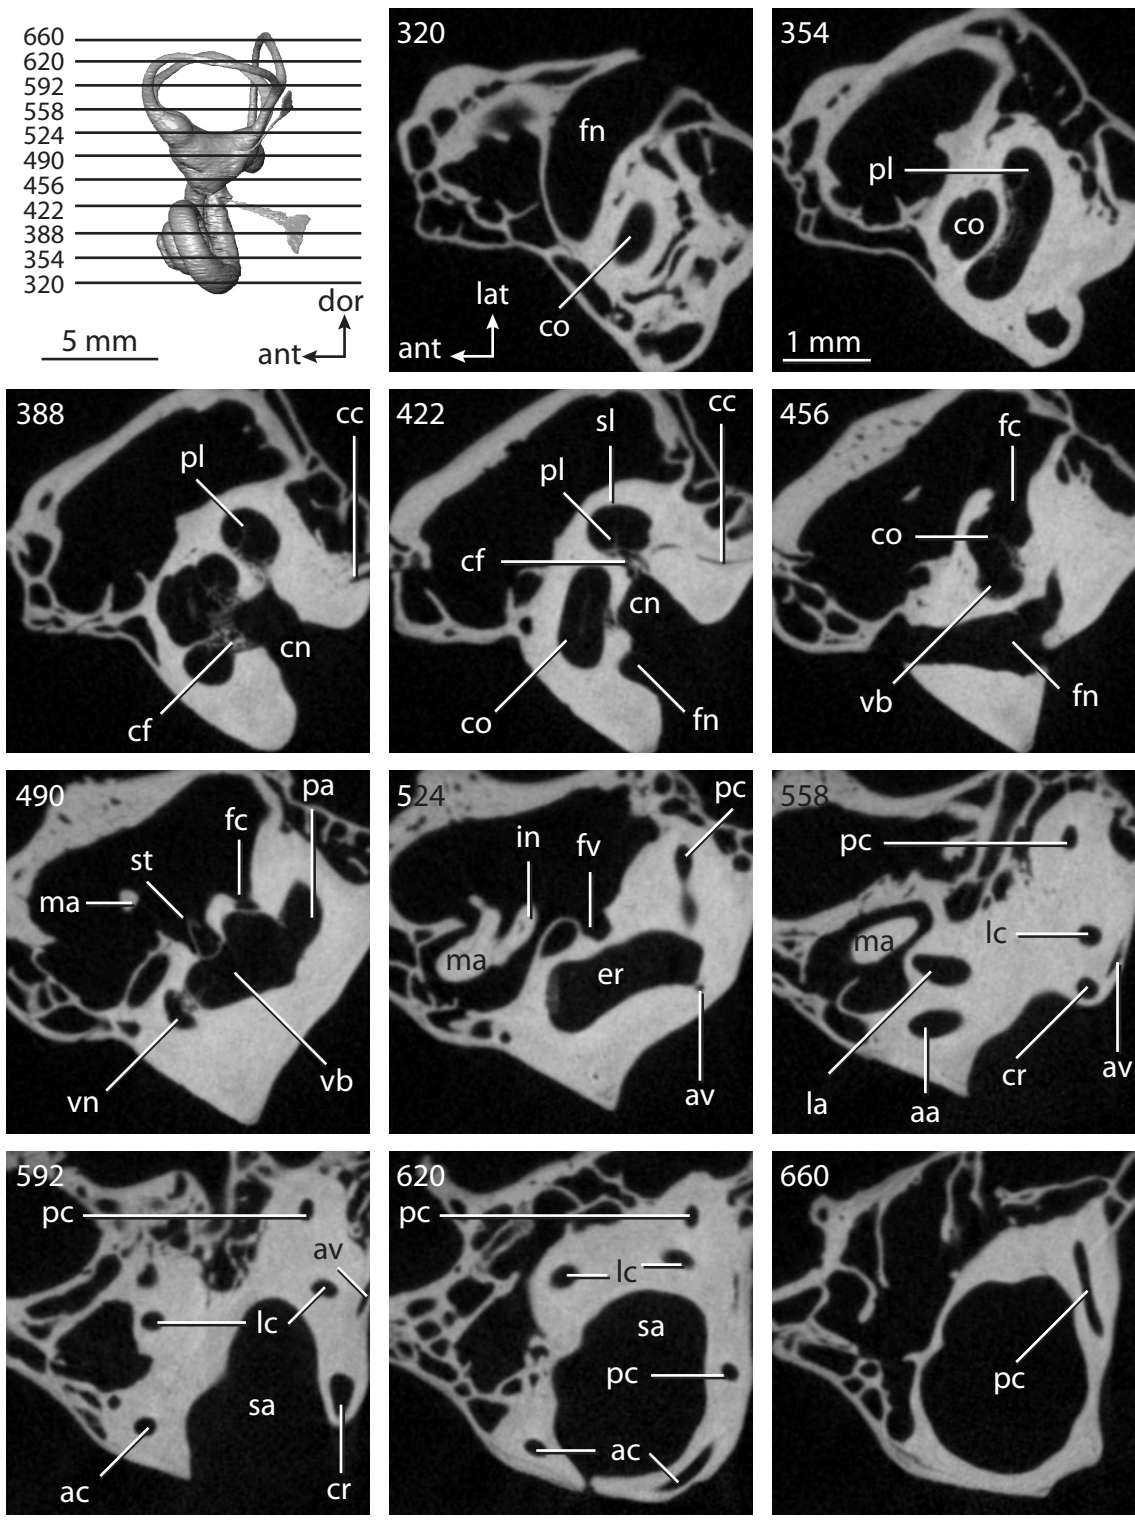 660
620
592
558
524
490
456
422
388
354
320
5 mm
dor
ant
320
fn
co
lat
ant
354
pl
co
1 mm
388
cc
pl
cn
cf
422
cc
sl
pl
cf
cn
co
fn
456
fc
co
vb
fn
490
pa
fc
st
ma
vb
vn
524
pc
in
fv
ma
er
av
558
pc
ma
lc
av
cr
la
aa
592
pc
av
lc
sa
ac
cr
620
pc
lc
sa
pc
ac
660
pc